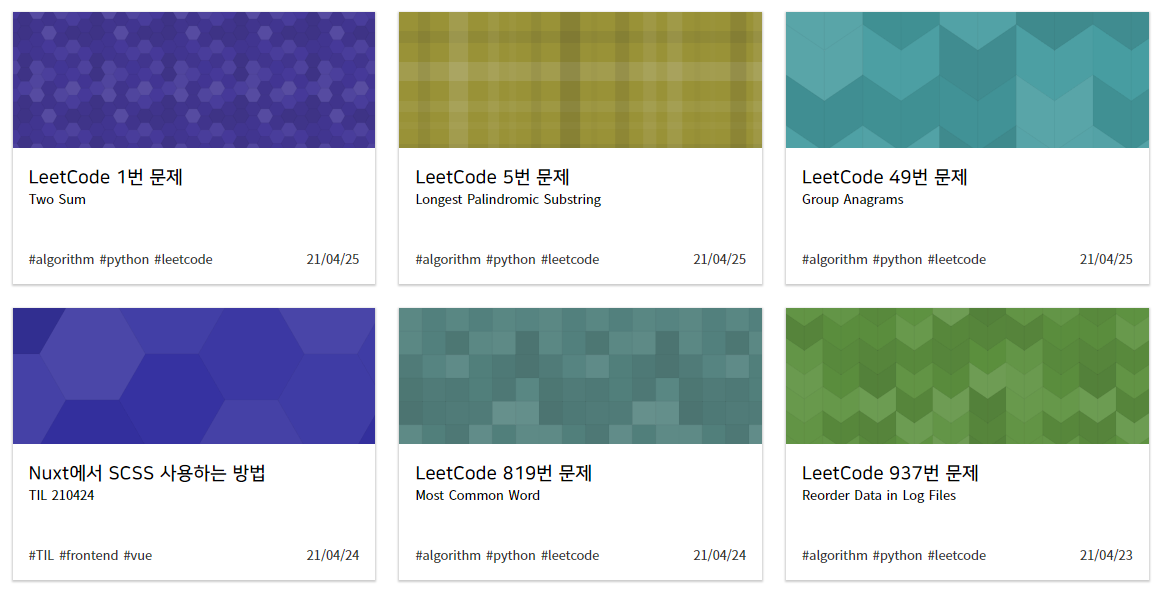 LeetCode 1번 문제
Two Sum
#algorithm #python #leetcode 21/04/25
LeetCode 5번 문제
Longest Palindromic Substring
#algorithm #python #leetcode 21/04/25
LeetCode 49번 문제
Group Anagrams
#algorithm #python #leetcode 21/04/25
Nuxt에서 SCSS 사용하는 방법
TIL 210424
#TIL #frontend #vue 21/04/24
LeetCode 819번 문제
Most Common Word
#algorithm #python #leetcode 21/04/24
LeetCode 937번 문제
Reorder Data in Log Files
#algorithm #python #leetcode 21/04/23